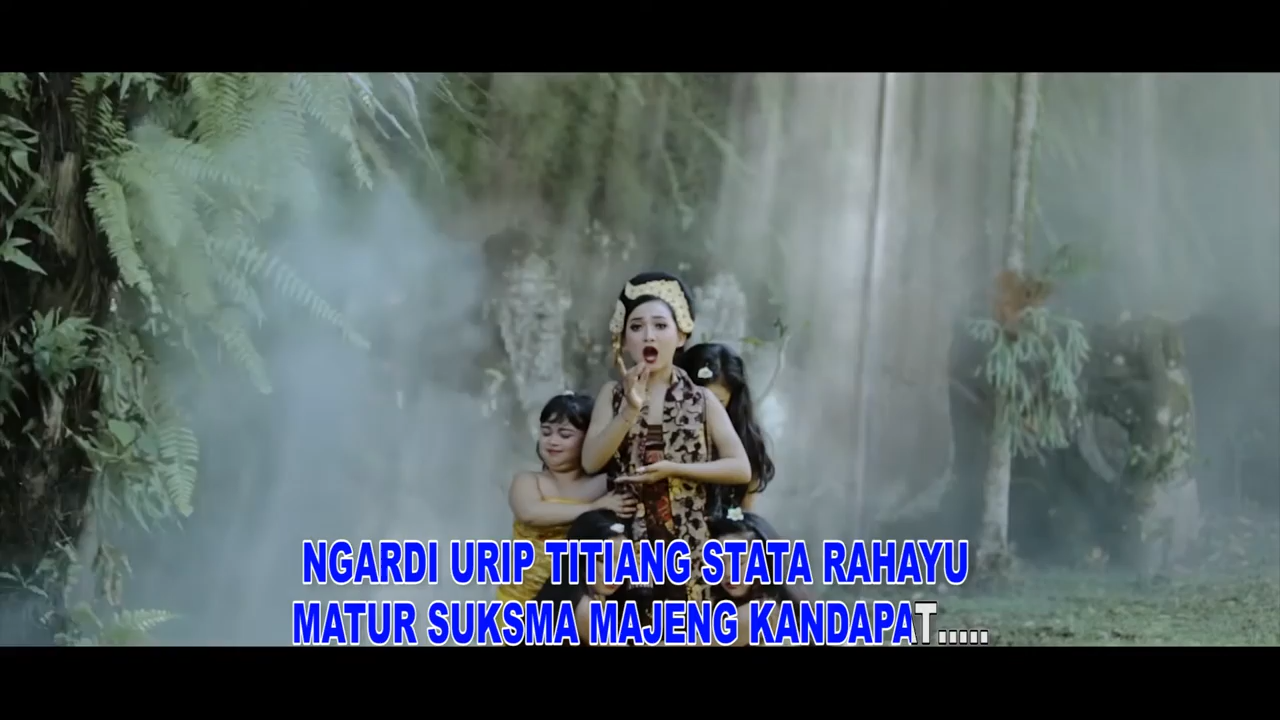 NGARDI URIP TITIANG STATA RAHAYU
MATUR SUKSMA MAJENG KANDAPAT.....